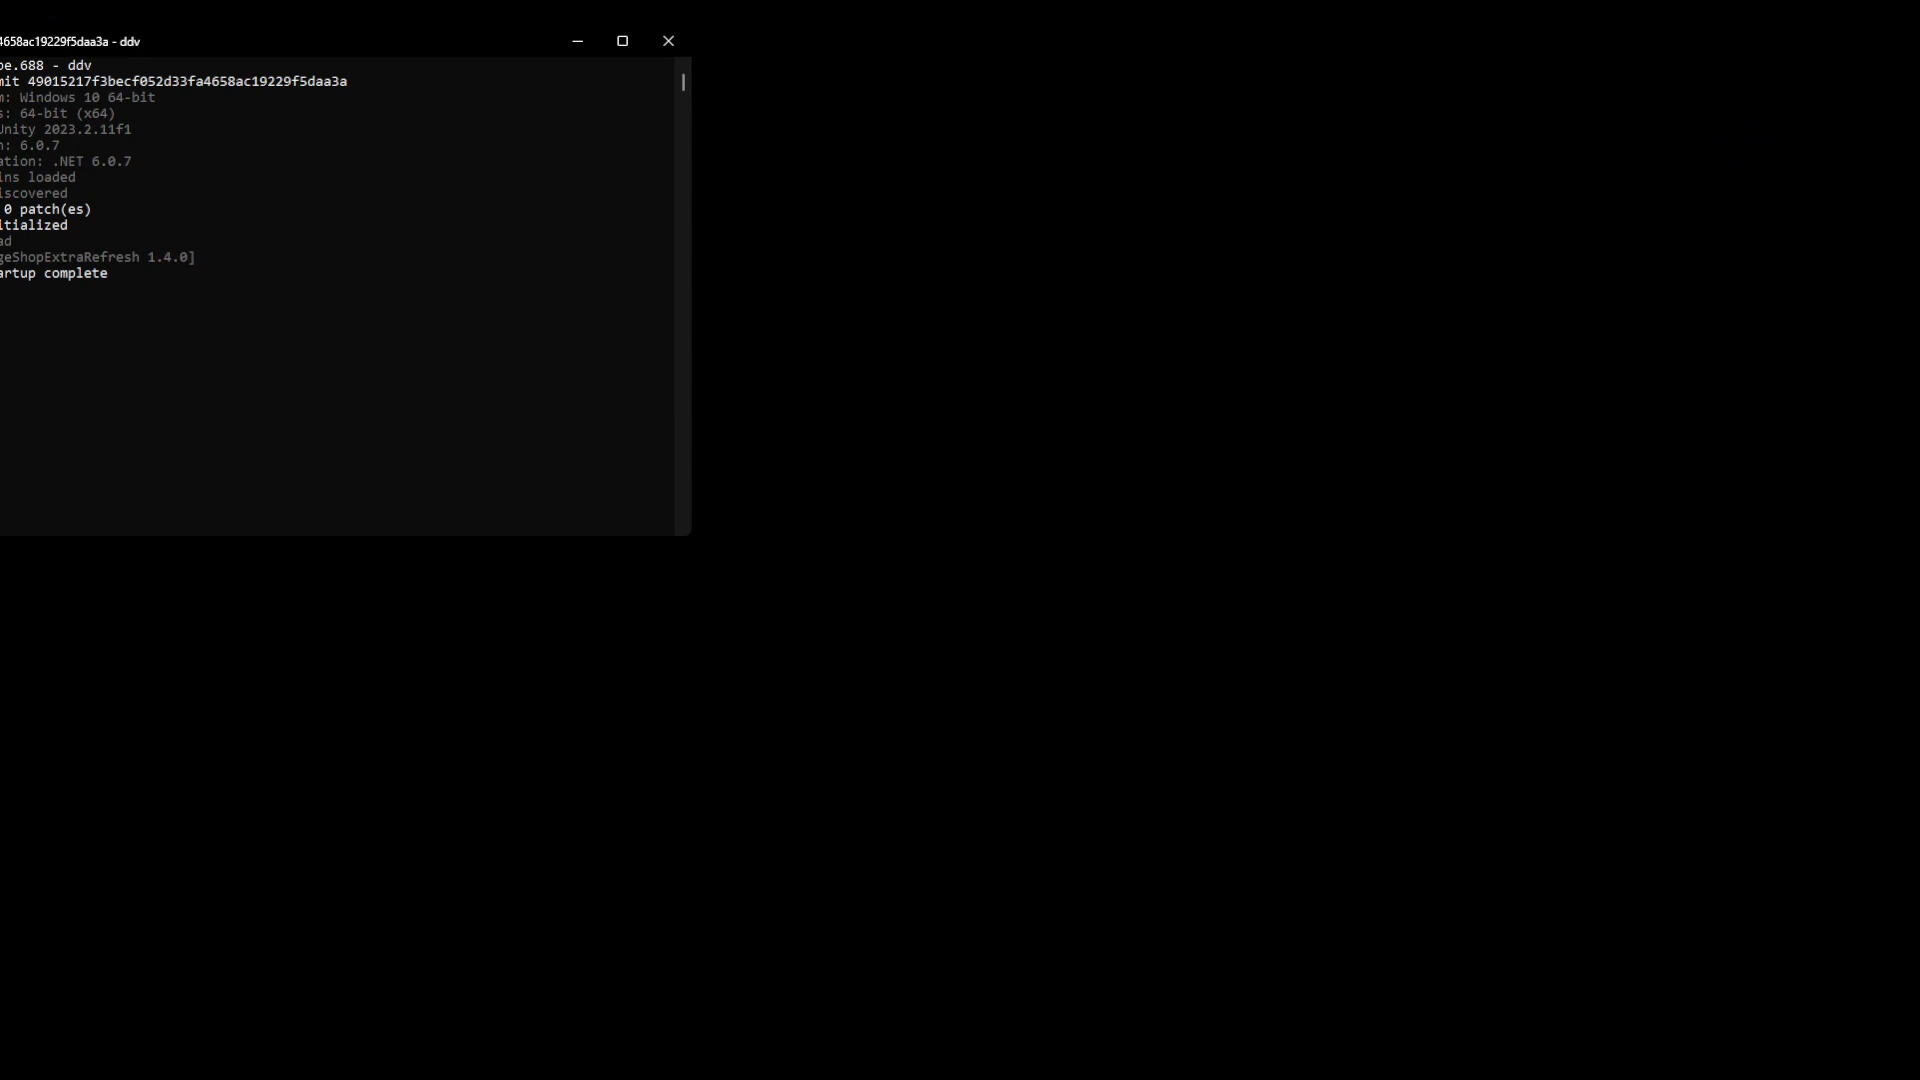 4658ac19229f5daa3a - ddv
be.688 - ddv
mit 49015217f3becf052d33fa4658ac19229f5daa3a
m: Windows 10 64-bit
s: 64-bit (x64)
Unity 2023.2.11f1
n: 6.0.7
ation: .NET 6.0.7
ins loaded
iscovered
0 patch(es)
itialized
ad
geShopExtraRefresh 1.4.0]
artup complete